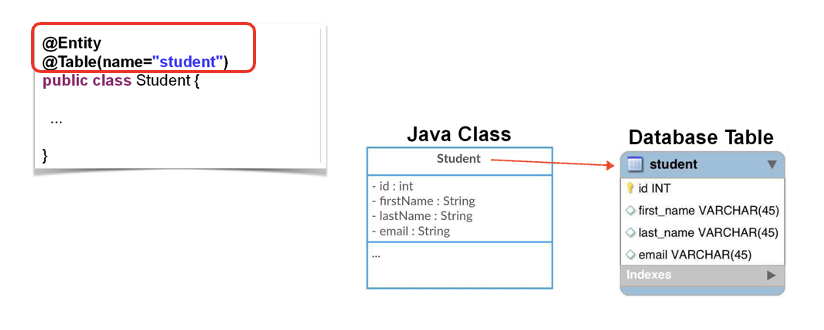 @Entity
@Table(name="student")
public class Student {
...
}
Java Class
Student
- id : int
- firstName : String
- lastName : String
- email : String
...
Database Table
student
id INT
first_name VARCHAR(45)
last_name VARCHAR(45)
email VARCHAR(45)
Indexes